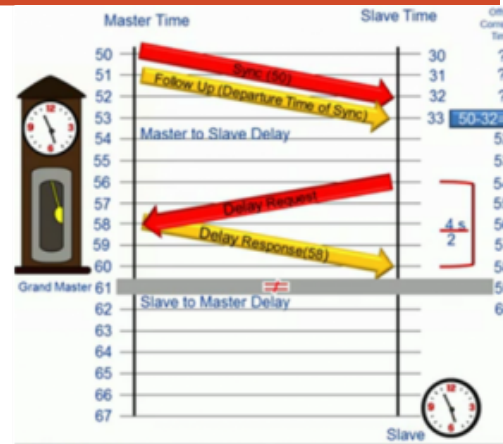 Master Time
Slave Time
50
30
Sync (50)
51
31
Follow Up (Departure Time of Sync)
52
32
53
33
50-32=
54
Master to Slave Delay
55
56
57
Delay Request
58
4 s
2
Delay Response(58)
59
60
Grand Master
61
≠
62
Slave to Master Delay
63
64
65
66
67
Slave